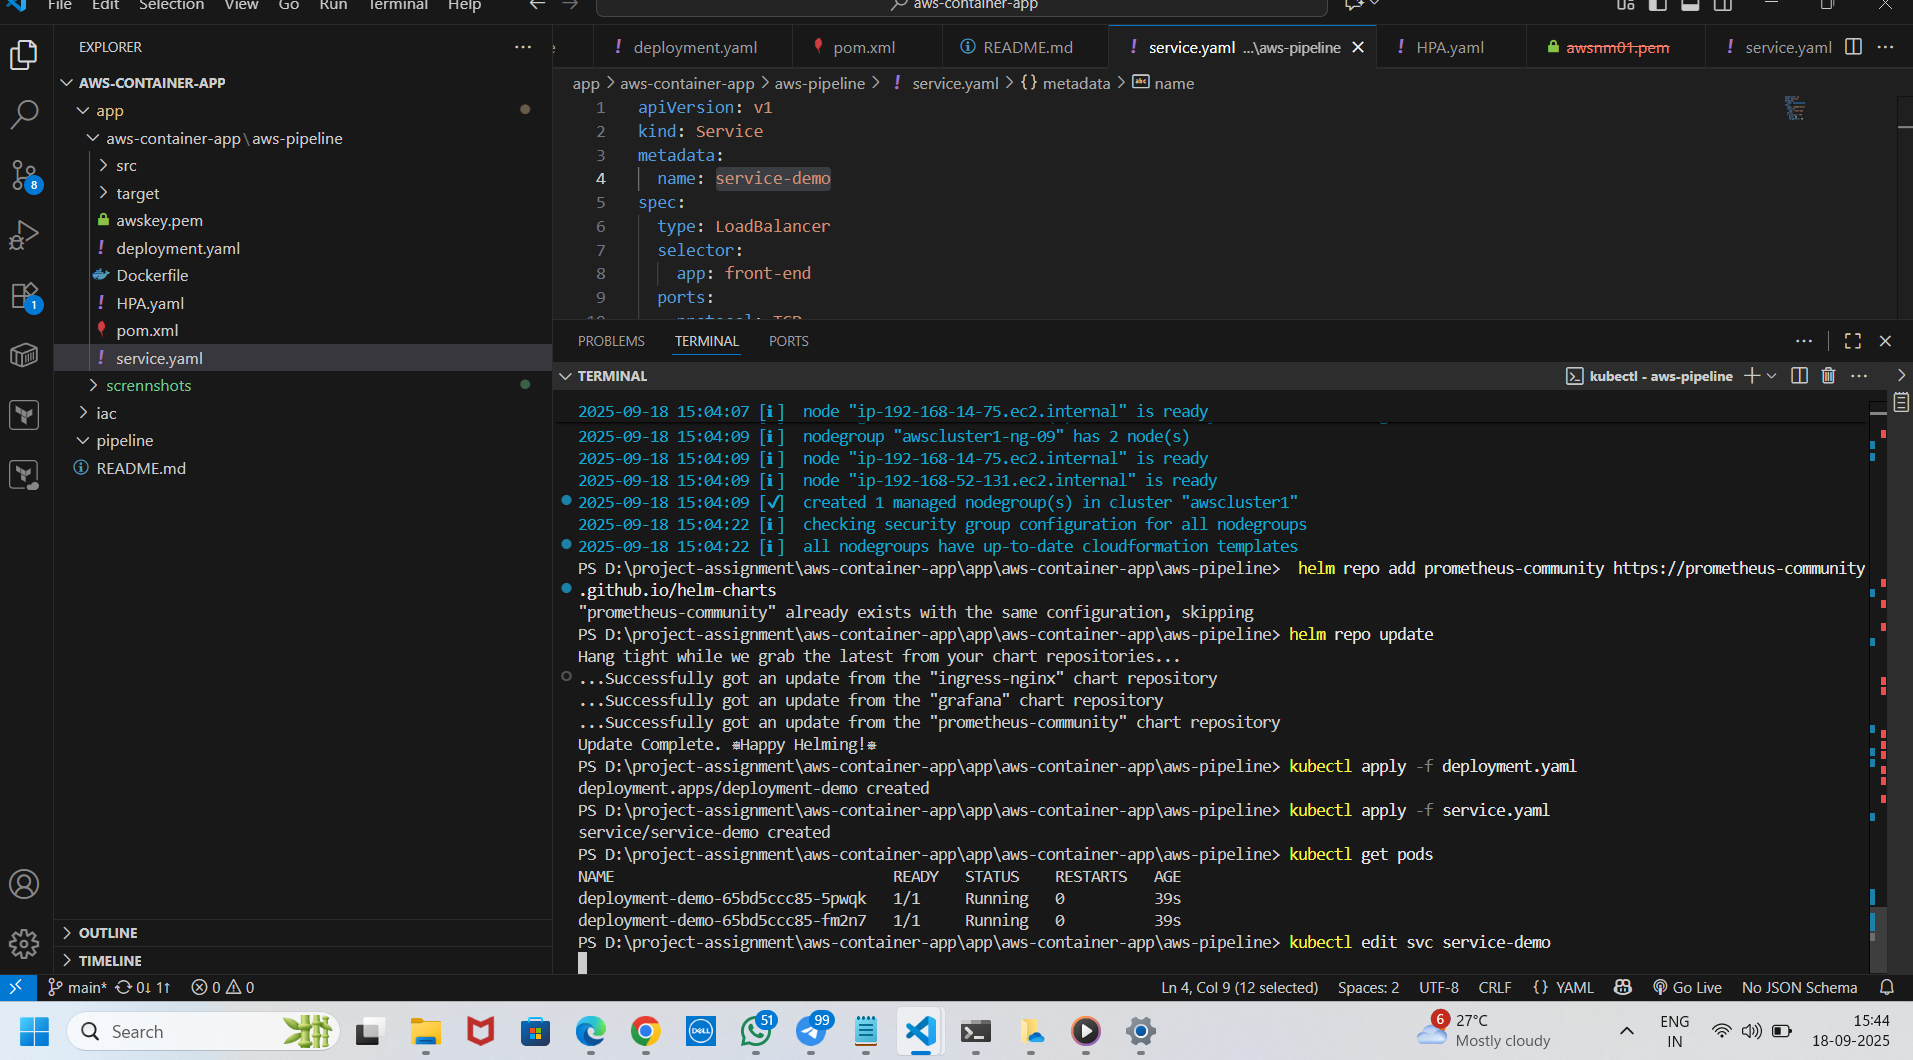 File Edit Selection View Go Run Terminal Help
aws-container-app
EXPLORER
AWS-CONTAINER-APP
app
aws-container-app\aws-pipeline
src
target
awskey.pem
deployment.yaml
Dockerfile
HPA.yaml
pom.xml
service.yaml
scrennshots
iac
pipeline
README.md
OUTLINE
TIMELINE
8
1
deployment.yaml
pom.xml
README.md
service.yaml ...\aws-pipeline
HPA.yaml
awsnm01.pem
service.yaml
app > aws-container-app > aws-pipeline > ! service.yaml > {} metadata > abc name
1 apiVersion: v1
2 kind: Service
3 metadata:
4 name: service-demo
5 spec:
6 type: LoadBalancer
7 selector:
8 app: front-end
9 ports:
10 protocol: TCP
PROBLEMS TERMINAL PORTS
TERMINAL
kubectl - aws-pipeline
2025-09-18 15:04:07 [ℹ] node "ip-192-168-14-75.ec2.internal" is ready
2025-09-18 15:04:09 [ℹ] nodegroup "awscluster1-ng-09" has 2 node(s)
2025-09-18 15:04:09 [ℹ] node "ip-192-168-14-75.ec2.internal" is ready
2025-09-18 15:04:09 [ℹ] node "ip-192-168-52-131.ec2.internal" is ready
2025-09-18 15:04:09 [✓] created 1 managed nodegroup(s) in cluster "awscluster1"
2025-09-18 15:04:22 [ℹ] checking security group configuration for all nodegroups
2025-09-18 15:04:22 [ℹ] all nodegroups have up-to-date cloudformation templates
PS D:\project-assignment\aws-container-app\app\aws-container-app\aws-pipeline> helm repo add prometheus-community https://prometheus-community
.github.io/helm-charts
"prometheus-community" already exists with the same configuration, skipping
PS D:\project-assignment\aws-container-app\app\aws-container-app\aws-pipeline> helm repo update
Hang tight while we grab the latest from your chart repositories...
...Successfully got an update from the "ingress-nginx" chart repository
...Successfully got an update from the "grafana" chart repository
...Successfully got an update from the "prometheus-community" chart repository
Update Complete. ⎈Happy Helming!⎈
PS D:\project-assignment\aws-container-app\app\aws-container-app\aws-pipeline> kubectl apply -f deployment.yaml
deployment.apps/deployment-demo created
PS D:\project-assignment\aws-container-app\app\aws-container-app\aws-pipeline> kubectl apply -f service.yaml
service/service-demo created
PS D:\project-assignment\aws-container-app\app\aws-container-app\aws-pipeline> kubectl get pods
NAME READY STATUS RESTARTS AGE
deployment-demo-65bd5ccc85-5pwqk 1/1 Running 0 39s
deployment-demo-65bd5ccc85-fm2n7 1/1 Running 0 39s
PS D:\project-assignment\aws-container-app\app\aws-container-app\aws-pipeline> kubectl edit svc service-demo
main* 0↓ 1↑ 0 0
Ln 4, Col 9 (12 selected) Spaces: 2 UTF-8 CRLF {} YAML Go Live No JSON Schema
Search
DELL
51
99
6
27°C
Mostly cloudy
ENG
IN
15:44
18-09-2025